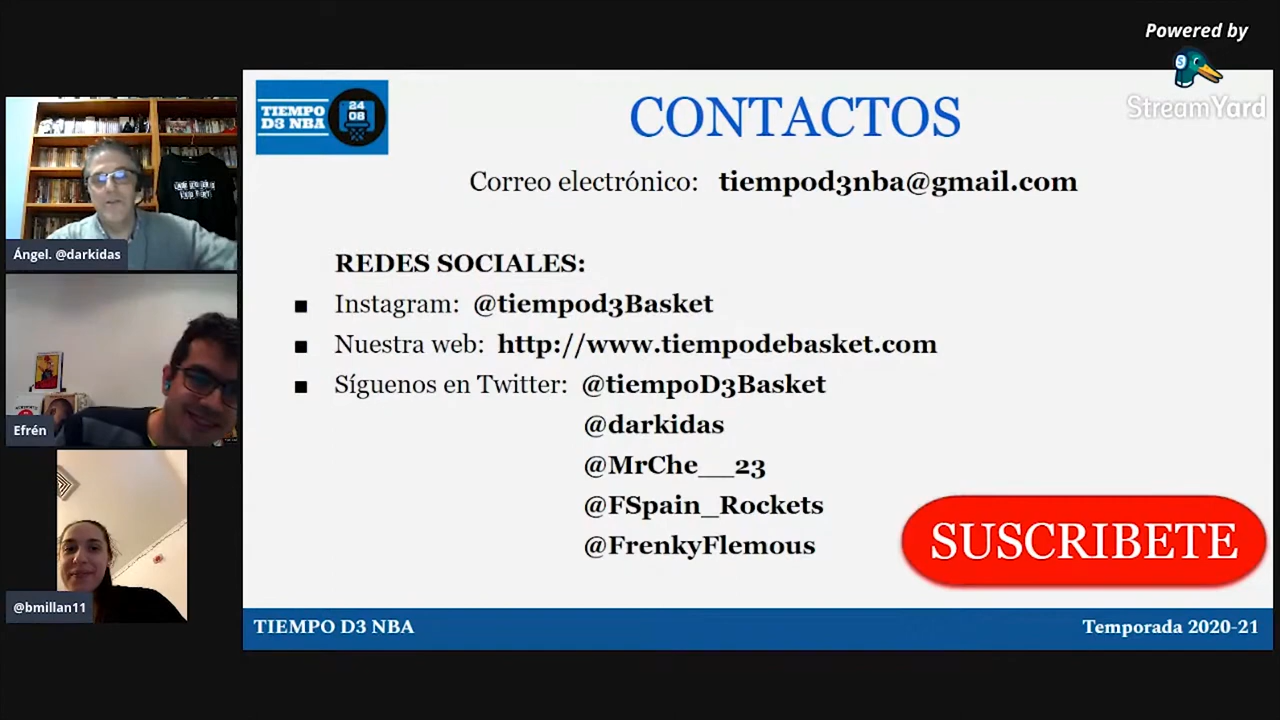 Powered by
StreamYard
TIEMPO
D3 NBA
24
08
CONTACTOS
Correo electrónico: tiempod3nba@gmail.com
REDES SOCIALES:
■ Instagram: @tiempod3Basket
■ Nuestra web: http://www.tiempodebasket.com
■ Síguenos en Twitter: @tiempoD3Basket
@darkidas
@MrChe__23
@FSpain_Rockets
@FrenkyFlemous
SUSCRIBETE
TIEMPO D3 NBA
Temporada 2020-21
Ángel. @darkidas
Efrén
@bmillan11